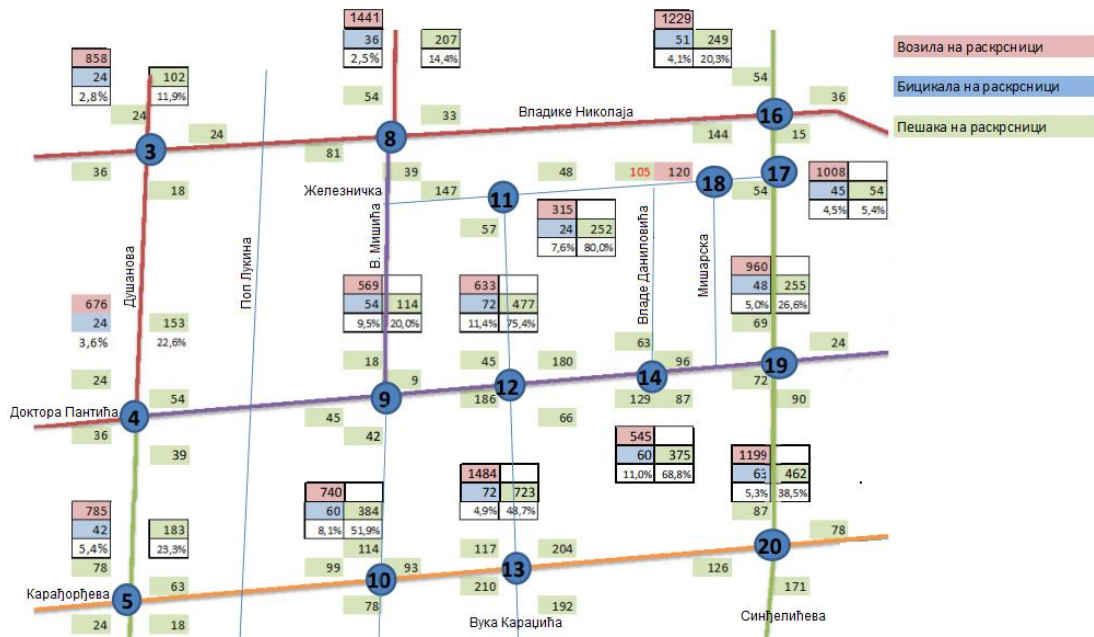 1441
36 207
2,5% 14,4%
1229
51 249
4,1% 20,3%
858
24 102
2,8% 11,9%
Возила на раскрсници
Бицикала на раскрсници
Пешака на раскрсници
54
54 36
24 33 Владике Николаја 16
24 8 144 15
3 81
36 39 48 105 120 18 17 1008
18 Железничка 147 11 54 45 54
4,5% 5,4%
315
57 24 252
7,6% 80,0%
Душанова
Поп Лукина
В. Мишића
Владе Даниловића
Мишарска
960
48 255
5,0% 26,6%
569
54 114
9,5% 20,0%
633
72 477
11,4% 75,4%
676
24 153
3,6% 22,6%
69
63 24
18 45 180 96 19
24 9 12 14 72
54 9 186 129 87 90
Доктора Пантића 4 45 66
36 42
39
545
60 375
11,0% 68,8%
1199
63 462
5,3% 38,5%
1484
72 723
4,9% 48,7%
740
60 384
8,1% 51,9%
785
42 183
5,4% 23,3%
87
78
78 114 117 204 20
99 93 13 126
63 10 210 171
Карађорђева 5 78 192
24 18 Вука Караџића Синђелићева